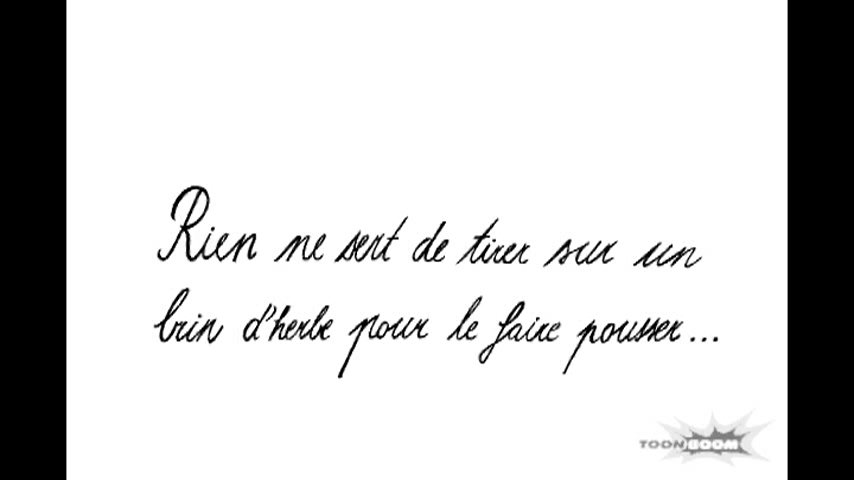 Rien ne sert de tirer sur un
brin d'herbe pour le faire pousser...
TOONBOOM